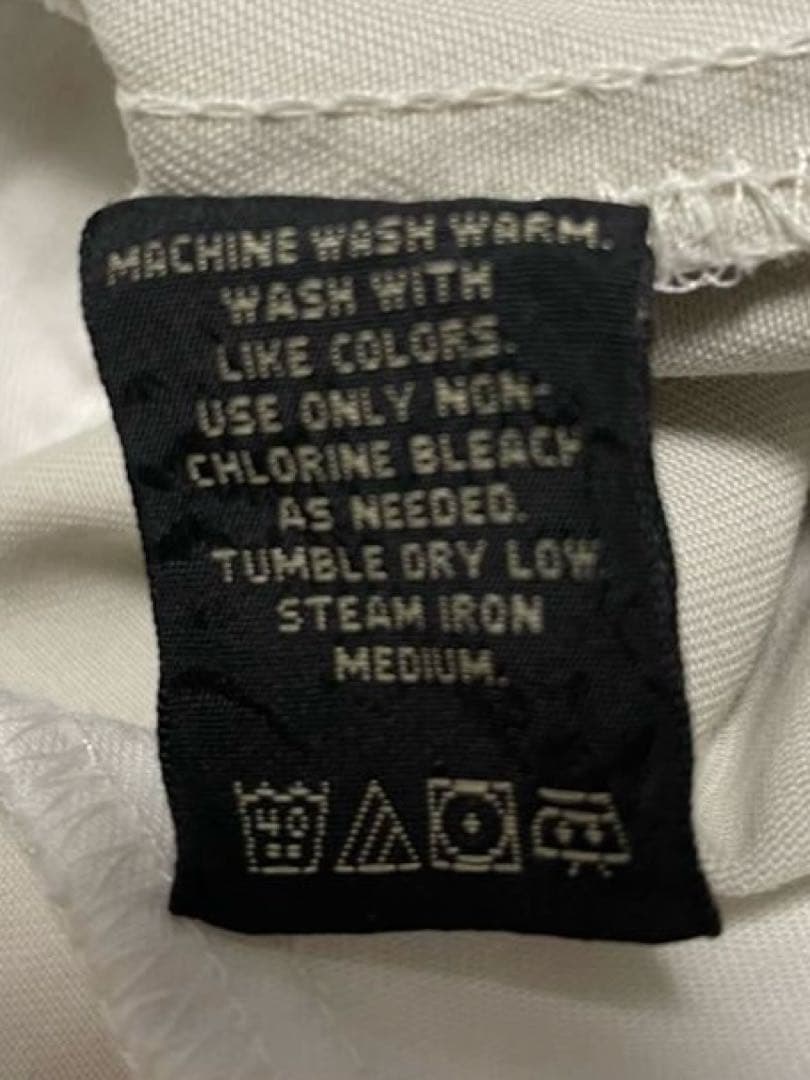 MACHINE WASH WARM.
WASH WITH
LIKE COLORS.
USE ONLY NON-
CHLORINE BLEACH
AS NEEDED.
TUMBLE DRY LOW
STEAM IRON
MEDIUM.
40